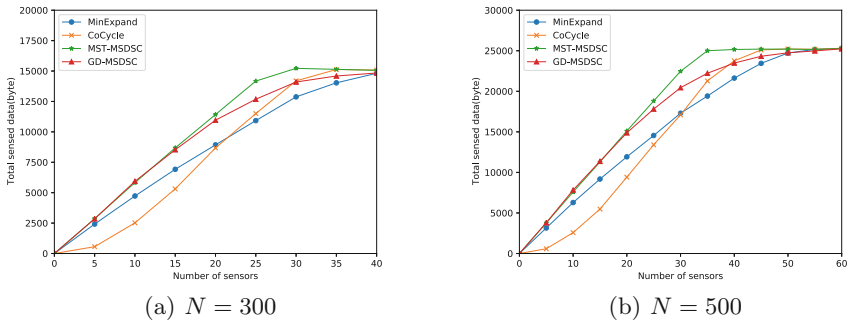 20000
17500
15000
12500
10000
7500
5000
2500
0
Total sensed data(byte)
MinExpand
CoCycle
MST-MSDSC
GD-MSDSC
0 5 10 15 20 25 30 35 40
Number of sensors
(a) N = 300
30000
25000
20000
15000
10000
5000
0
Total sensed data(byte)
MinExpand
CoCycle
MST-MSDSC
GD-MSDSC
0 10 20 30 40 50 60
Number of sensors
(b) N = 500